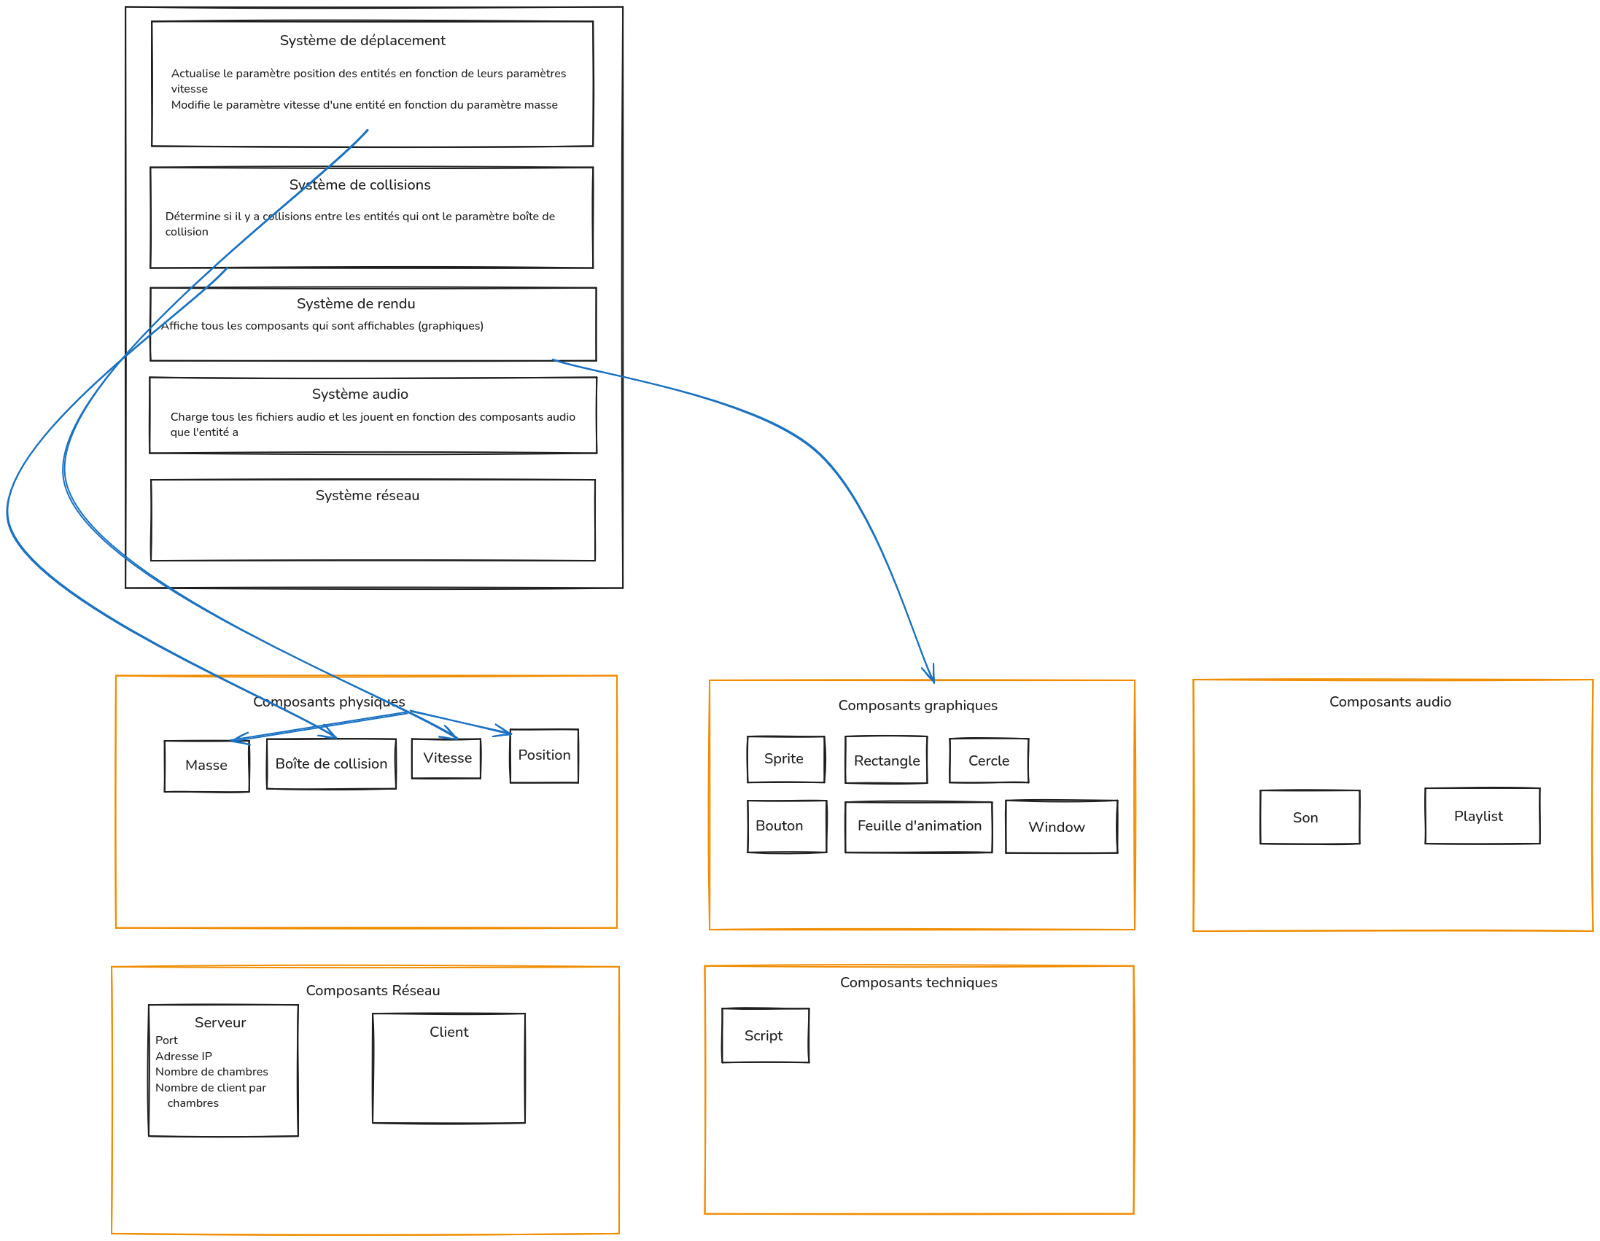 Système de déplacement
Actualise le paramètre position des entités en fonction de leurs paramètres
vitesse
Modifie le paramètre vitesse d'une entité en fonction du paramètre masse
Système de collisions
Détermine si il y a collisions entre les entités qui ont le paramètre boîte de
collision
Système de rendu
Affiche tous les composants qui sont affichables (graphiques)
Système audio
Charge tous les fichiers audio et les jouent en fonction des composants audio
que l'entité a
Système réseau
Composants physiques
Masse
Boîte de collision
Vitesse
Position
Composants graphiques
Sprite
Rectangle
Cercle
Bouton
Feuille d'animation
Window
Composants audio
Son
Playlist
Composants Réseau
Serveur
Port
Adresse IP
Nombre de chambres
Nombre de client par
chambres
Client
Composants techniques
Script